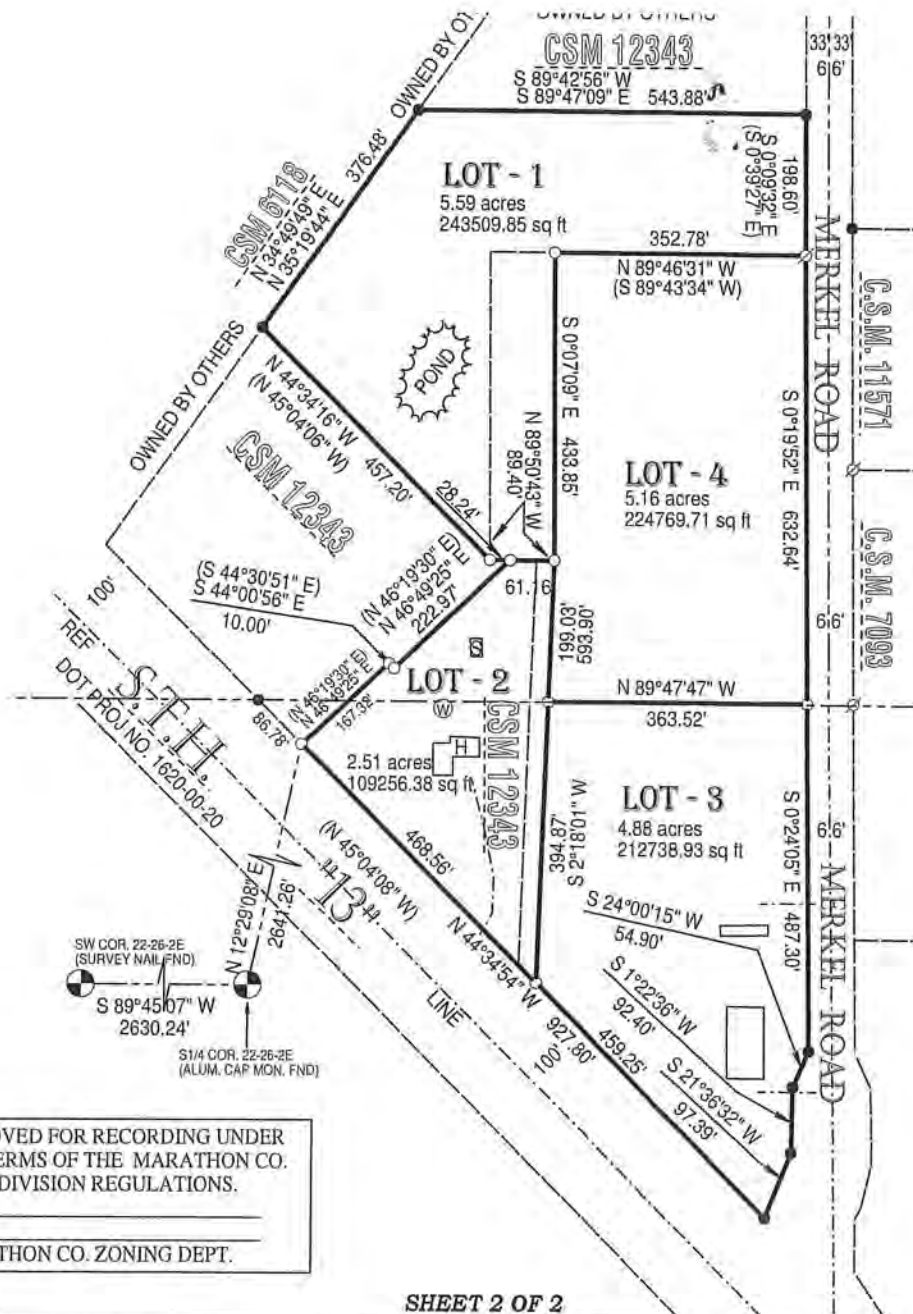 OWNED BY OTHERS
CSM 12343
S 89°42'56" W
S 89°47'09" E 543.88'
33' 33'
66'
OWNED BY OT
376.48'
CSM 6118
N 34°49'49" E
N 35°19'44" E
LOT - 1
5.59 acres
243509.85 sq ft
198.60'
S 0°09'32" E
(S 0°39'27" E)
MERKEL ROAD
352.78'
N 89°46'31" W
(S 89°43'34" W)
C.S.M. 11571
OWNED BY OTHERS
POND
N 44°34'16" W
(N 45°04'06" W)
457.20'
CSM 12343
28.24'
N 89°50'43" W
89.40'
S 0°07'09" E 433.85'
LOT - 4
5.16 acres
224769.71 sq ft
S 0°19'52" E 632.64'
66'
C.S.M. 7093
(S 44°30'51" E)
S 44°00'56" E
10.00'
(N 46°19'30" E)
N 46°49'25" E
222.97'
61.16
199.03'
593.90'
100'
REF
S.T.H.
DOT PROJ NO. 1620-00-20
S
LOT - 2
W
N 89°47'47" W
363.52'
86.78'
(N 46°19'30" E)
N 46°49'25" E
167.32'
H
2.51 acres
109256.38 sq ft
CSM 12343
394.87'
S 2°18'01" W
LOT - 3
4.88 acres
212738.93 sq ft
S 0°24'05" E 487.30'
66'
MERKEL ROAD
468.56'
(N 45°04'08" W)
N 44°34'54" W
"13"
LINE
N 12°29'08" E
2641.26'
S 24°00'15" W
54.90'
S 1°22'36" W
92.40'
S 21°36'32" W
97.39'
927.80'
459.25'
100'
SW COR. 22-26-2E
(SURVEY NAIL FND)
S 89°45'07" W
2630.24'
S1/4 COR. 22-26-2E
(ALUM. CAP MON. FND)
OVED FOR RECORDING UNDER
ERMS OF THE MARATHON CO.
DIVISION REGULATIONS.
THON CO. ZONING DEPT.
SHEET 2 OF 2